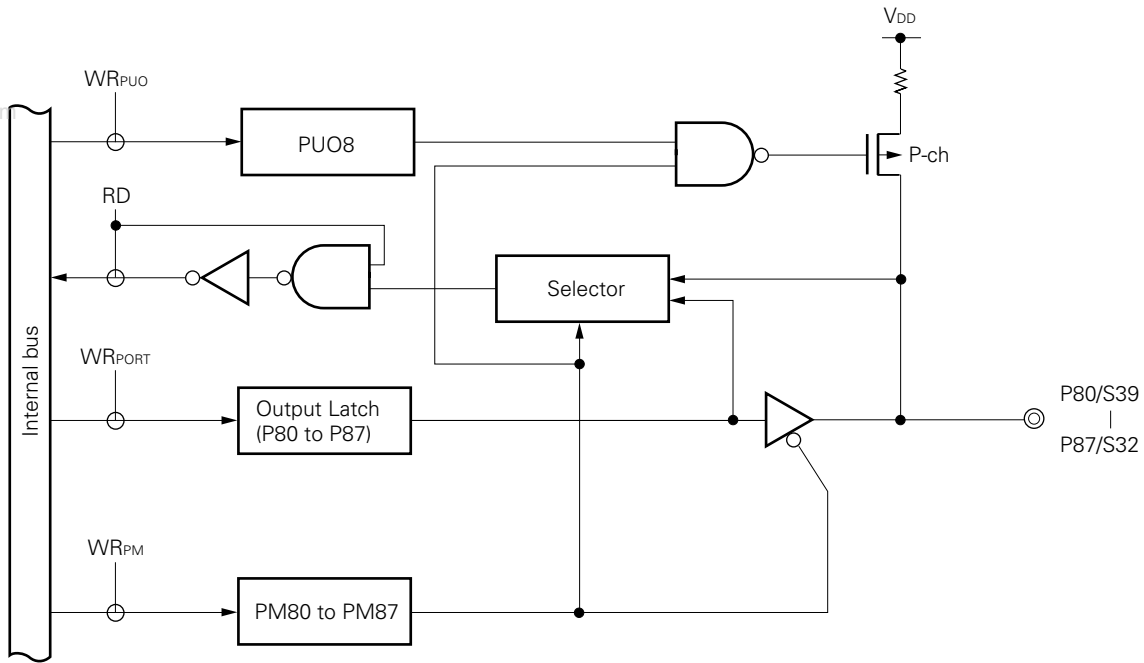 VDD
WRPUO
m
PUO8
P-ch
RD
Selector
Internal bus
WRPORT
Output Latch
(P80 to P87)
P80/S39
P87/S32
WRPM
PM80 to PM87